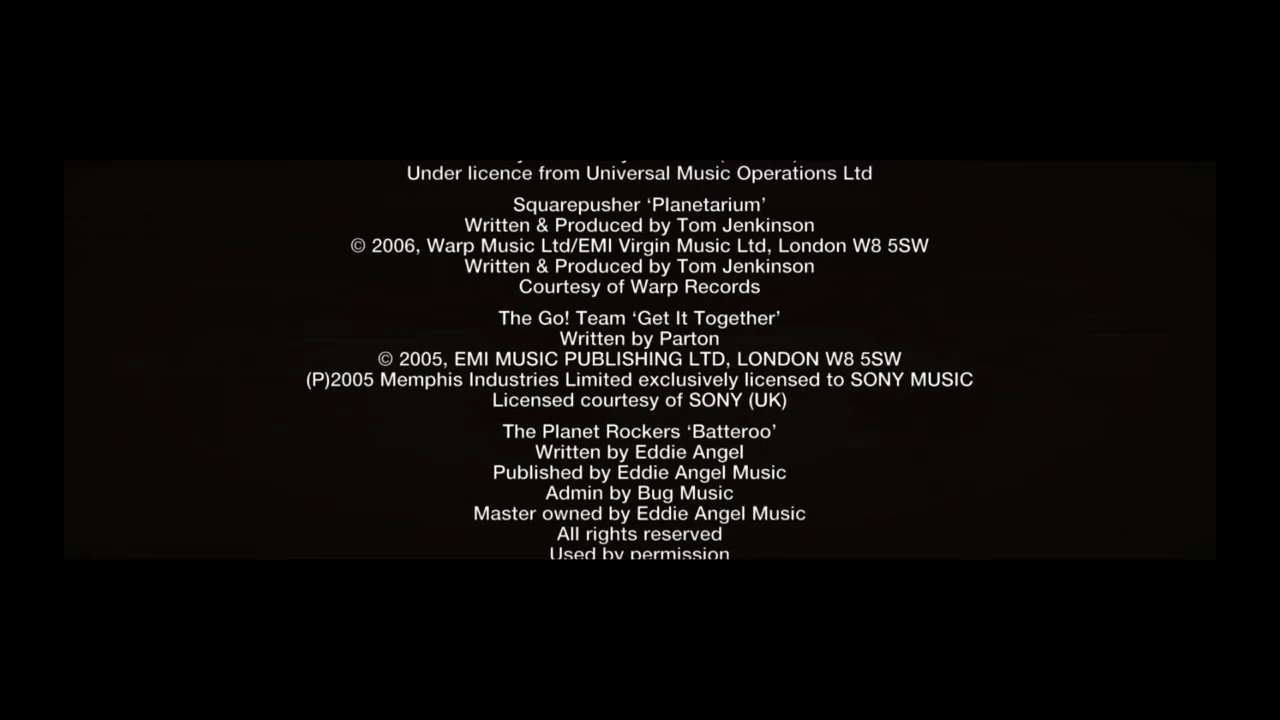 Under licence from Universal Music Operations Ltd
Squarepusher ‘Planetarium’
Written & Produced by Tom Jenkinson
© 2006, Warp Music Ltd/EMI Virgin Music Ltd, London W8 5SW
Written & Produced by Tom Jenkinson
Courtesy of Warp Records
The Go! Team ‘Get It Together’
Written by Parton
© 2005, EMI MUSIC PUBLISHING LTD, LONDON W8 5SW
(P)2005 Memphis Industries Limited exclusively licensed to SONY MUSIC
Licensed courtesy of SONY (UK)
The Planet Rockers ‘Batteroo’
Written by Eddie Angel
Published by Eddie Angel Music
Admin by Bug Music
Master owned by Eddie Angel Music
All rights reserved
Used by permission